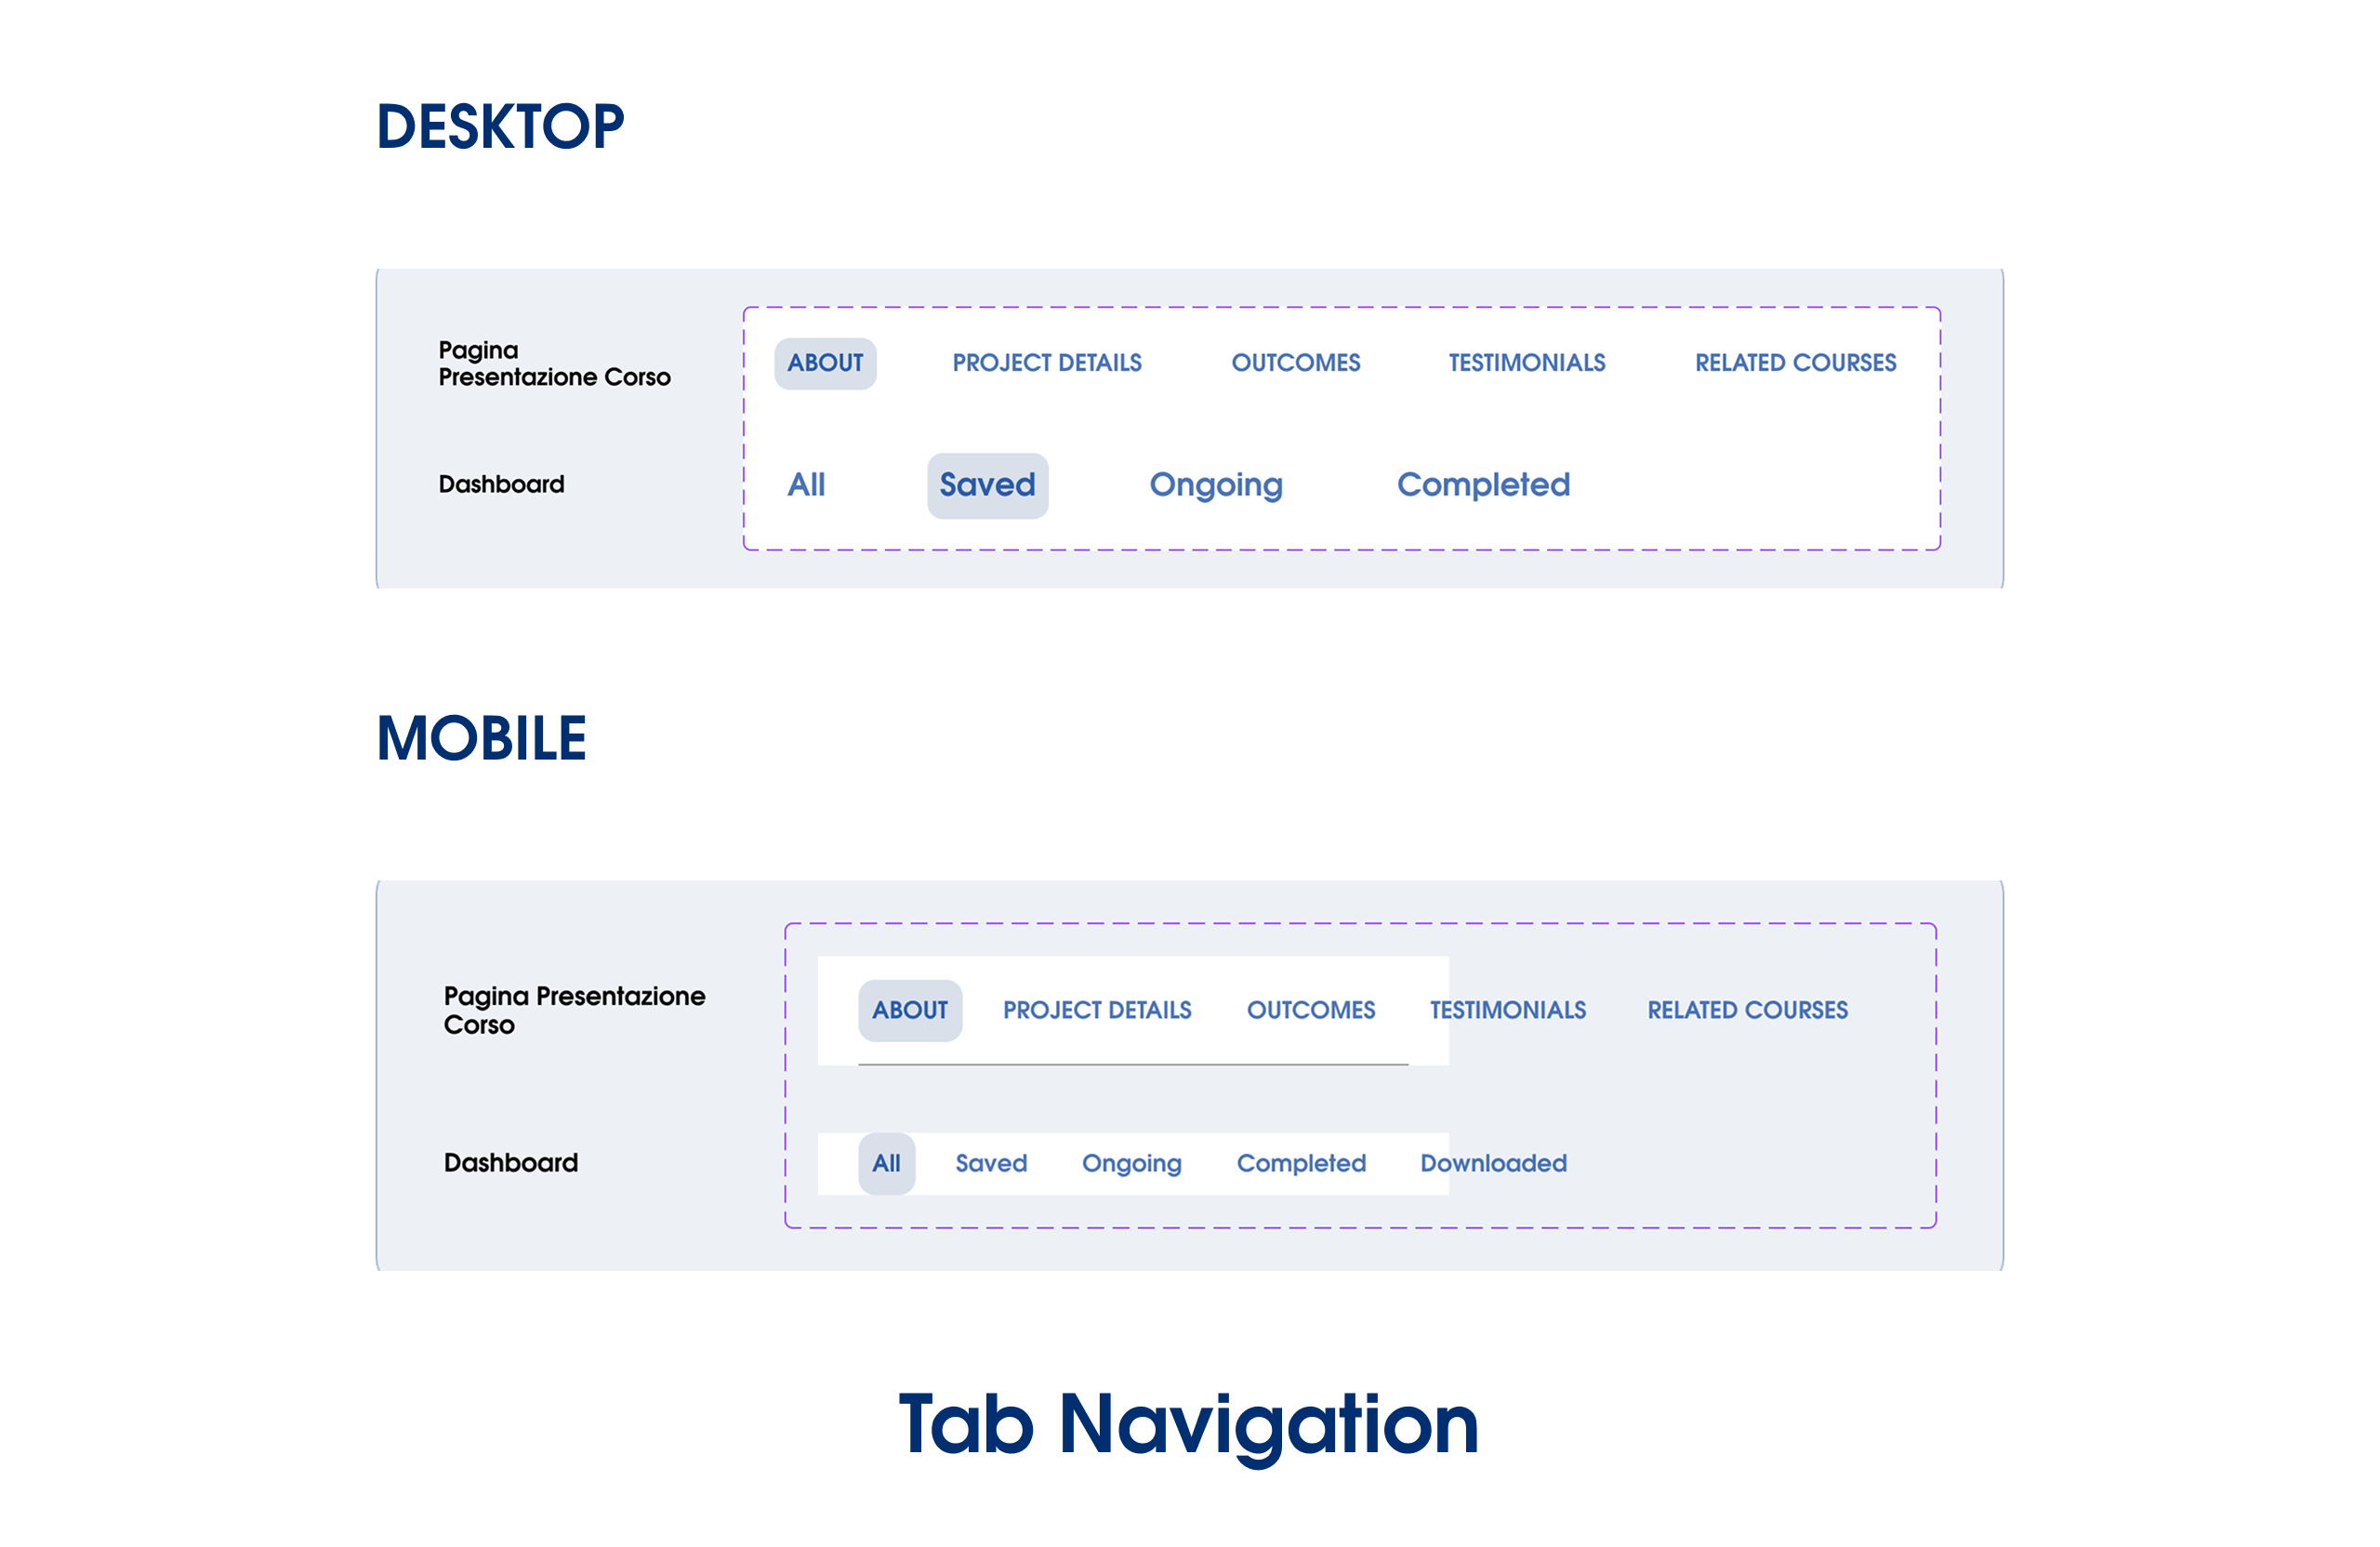 DESKTOP
Pagina
Presentazione Corso
ABOUT PROJECT DETAILS OUTCOMES TESTIMONIALS RELATED COURSES
Dashboard
All Saved Ongoing Completed
MOBILE
Pagina Presentazione
Corso
ABOUT PROJECT DETAILS OUTCOMES TESTIMONIALS RELATED COURSES
Dashboard
All Saved Ongoing Completed Downloaded
Tab Navigation